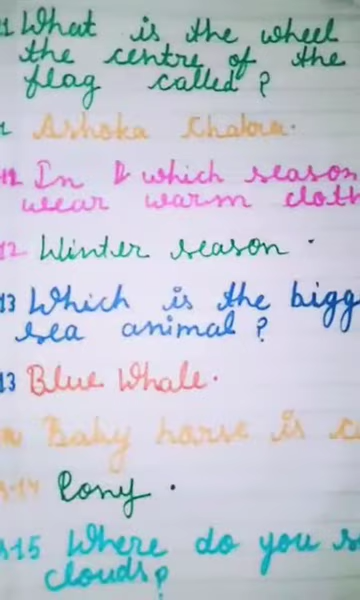 1 What is the wheel
the centre of the
flag called?
Ashoka Chakra.
In which season
wear warm cloth
12 Winter season .
13 Which is the bigg
sea animal?
13 Blue Whale.
Baby horse is c
A-14 Pony .
15 Where do you s
clouds?